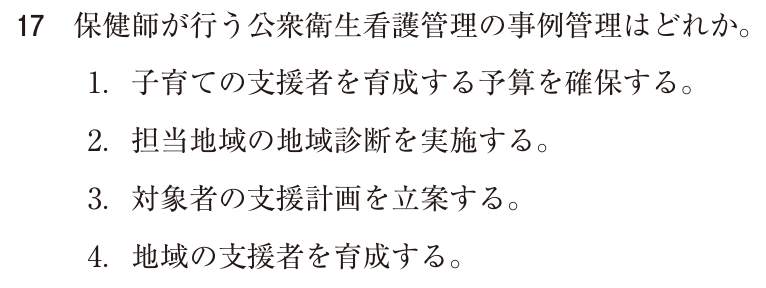 17 保健師が行う公衆衛生看護管理の事例管理はどれか。
1. 子育ての支援者を育成する予算を確保する。
2. 担当地域の地域診断を実施する。
3. 対象者の支援計画を立案する。
4. 地域の支援者を育成する。